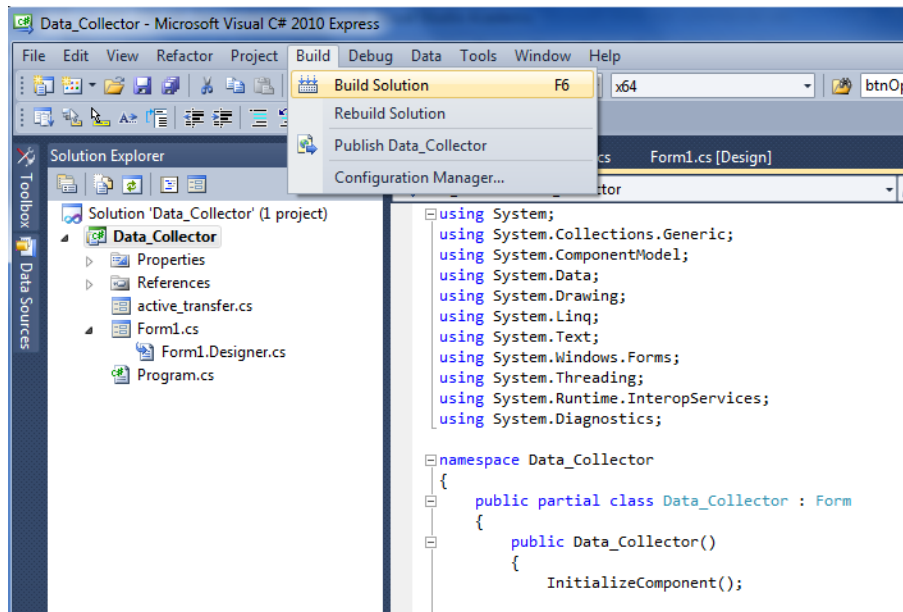 Data_Collector - Microsoft Visual C# 2010 Express
File Edit View Refactor Project Build Debug Data Tools Window Help
Build Solution F6
Rebuild Solution
Publish Data_Collector
Configuration Manager...
x64
btnOp
Toolbox
Data Sources
Solution Explorer
Solution 'Data_Collector' (1 project)
Data_Collector
Properties
References
active_transfer.cs
Form1.cs
Form1.Designer.cs
Program.cs
cs Form1.cs [Design]
ctor
using System;
using System.Collections.Generic;
using System.ComponentModel;
using System.Data;
using System.Drawing;
using System.Linq;
using System.Text;
using System.Windows.Forms;
using System.Threading;
using System.Runtime.InteropServices;
using System.Diagnostics;
namespace Data_Collector
{
public partial class Data_Collector : Form
{
public Data_Collector()
{
InitializeComponent();